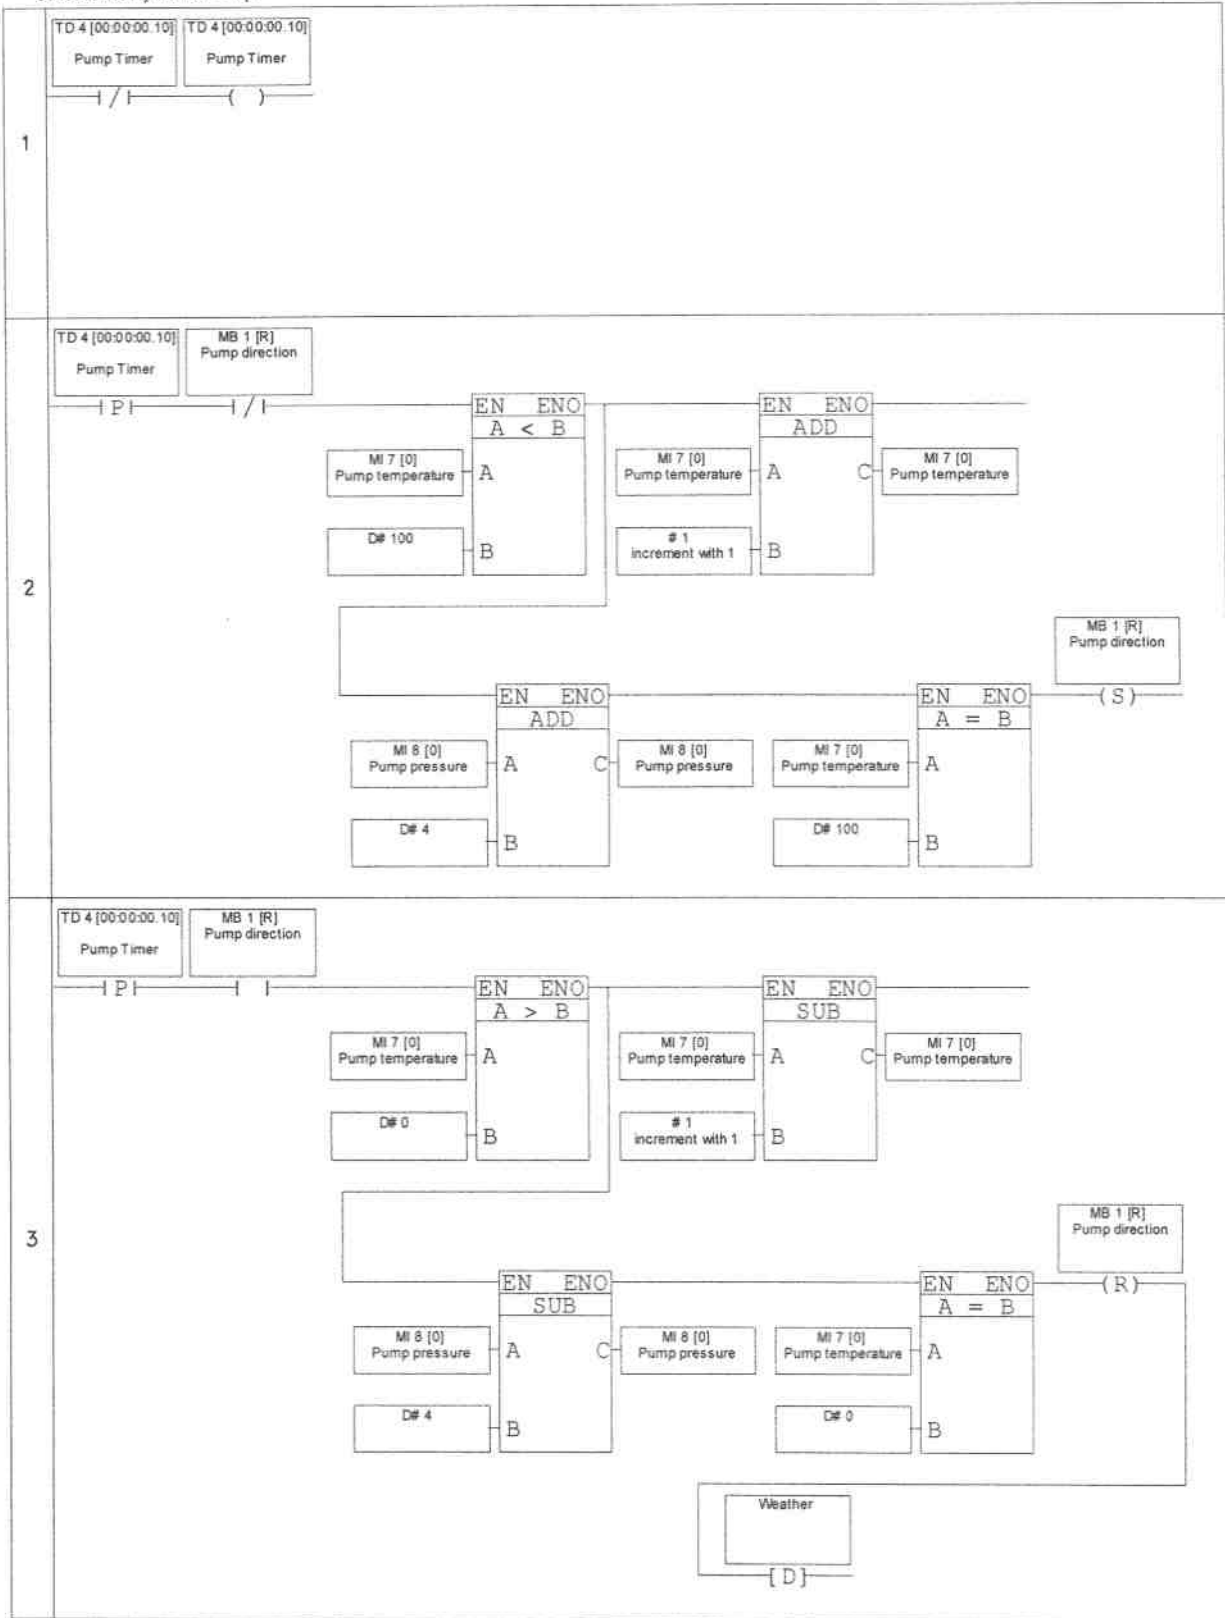 TD 4 [00:00:00.10] TD 4 [00:00:00.10]
Pump Timer Pump Timer
1
TD 4 [00:00:00.10] MB 1 [R]
Pump direction
Pump Timer
P
EN ENO EN ENO
A < B ADD
MI 7 [0] MI 7 [0] MI 7 [0]
Pump temperature A Pump temperature A C Pump temperature
D# 100 # 1
B increment with 1 B
2
MB 1 [R]
Pump direction
EN ENO EN ENO (S)
ADD A = B
MI 8 [0] MI 8 [0] MI 7 [0]
Pump pressure A C Pump pressure Pump temperature A
D# 4 D# 100
B B
TD 4 [00:00:00.10] MB 1 [R]
Pump direction
Pump Timer
P
EN ENO EN ENO
A > B SUB
MI 7 [0] MI 7 [0] MI 7 [0]
Pump temperature A Pump temperature A C Pump temperature
D# 0 # 1
B increment with 1 B
3
MB 1 [R]
Pump direction
EN ENO EN ENO (R)
SUB A = B
MI 8 [0] MI 8 [0] MI 7 [0]
Pump pressure A C Pump pressure Pump temperature A
D# 4 D# 0
B B
Weather
[D]